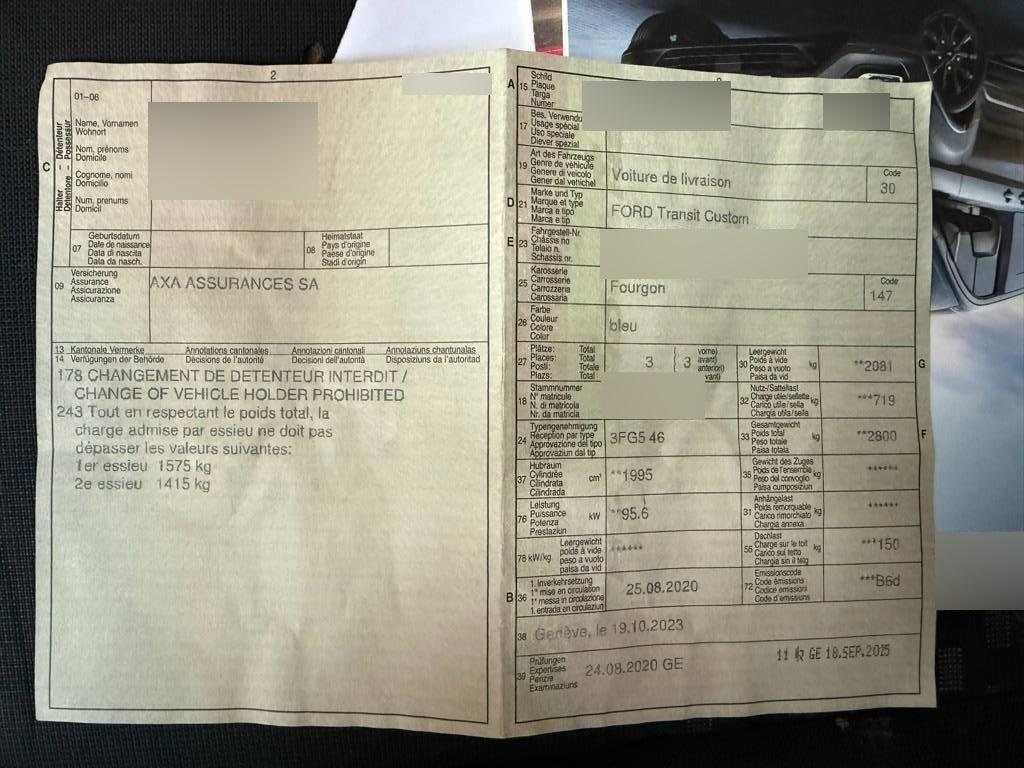 2
01–06
Halter – Détenteur
Detentore – Possessur
C
Name, Vornamen
Wohnort
Nom, prénoms
Domicile
Cognome, nomi
Domicilio
Num, prenums
Domicil
07
Geburtsdatum
Date de naissance
Data di nascita
Data da nasch.
08
Heimatstaat
Pays d'origine
Paese d'origine
Stadi d'origin
09
Versicherung
Assurance
Assicurazione
Assicuranza
AXA ASSURANCES SA
13 Kantonale Vermerke Annotations cantonales Annotazioni cantonali Annotaziuns chantunalas
14 Verfügungen der Behörde Décisions de l'autorité Decisioni dell'autorità Disposiziuns da l'autoritad
178 CHANGEMENT DE DETENTEUR INTERDIT /
CHANGE OF VEHICLE HOLDER PROHIBITED
243 Tout en respectant le poids total, la
charge admise par essieu ne doit pas
dépasser les valeurs suivantes:
1er essieu 1575 kg
2e essieu 1415 kg
A
15
Schild
Plaque
Targa
Numer
17
Bes. Verwendu
Usage spécial
Uso speciale
Diever spezial
19
Art des Fahrzeugs
Genre de véhicule
Genere di veicolo
Gener dal vehichel
Voiture de livraison
Code
30
D
21
Marke und Typ
Marque et type
Marca e tipo
Marca e tip
FORD Transit Custom
E
23
Fahrgestell-Nr.
Châssis no
Telaio n.
Schassis nr.
25
Karosserie
Carrosserie
Carrozzeria
Carossaria
Fourgon
Code
147
26
Farbe
Couleur
Colore
Colur
bleu
27
Plätze: Total
Places: Total
Posti: Totale
Plazs: Total
3
3
vorne)
avant)
anteriori)
vant)
30
Leergewicht
Poids à vide
Peso a vuoto
Paisa da vid
kg
**2081
G
18
Stammnummer
N° matricule
N. di matricola
Nr. da matricla
32
Nutz-/Sattellast
Charge utile/sellette
Carico utile/sella
Chargia utila/sella
kg
***719
24
Typengenehmigung
Réception par type
Approvazione del tipo
Approvaziun dal tip
3FG5 46
33
Gesamtgewicht
Poids total
Peso totale
Paisa totala
kg
**2800
F
37
Hubraum
Cylindrée
Cilindrata
Cilindrada
cm³
**1995
35
Gewicht des Zuges
Poids de l'ensemble
Peso del convoglio
Paisa cumposiziun
kg
******
76
Leistung
Puissance
Potenza
Prestaziun
kW
**95.6
31
Anhängelast
Poids remorquable
Carico rimorchiato
Chargia annexa
kg
******
78 kW/kg
Leergewicht
poids à vide
peso a vuoto
paisa da vid
******
55
Dachlast
Charge sur le toit
Carico sul tetto
Chargia sin il tetg
kg
***150
B
36
1. Inverkehrsetzung
1re mise en circulation
1a messa in circolazione
1. entrada en circulaziun
25.08.2020
72
Emissionscode
Code émissions
Codice emissioni
Code d'emissiuns
***B6d
38
Genève, le 19.10.2023
39
Prüfungen
Expertises
Perizie
Examinaziuns
24.08.2020 GE
GE 18.SEP.2025